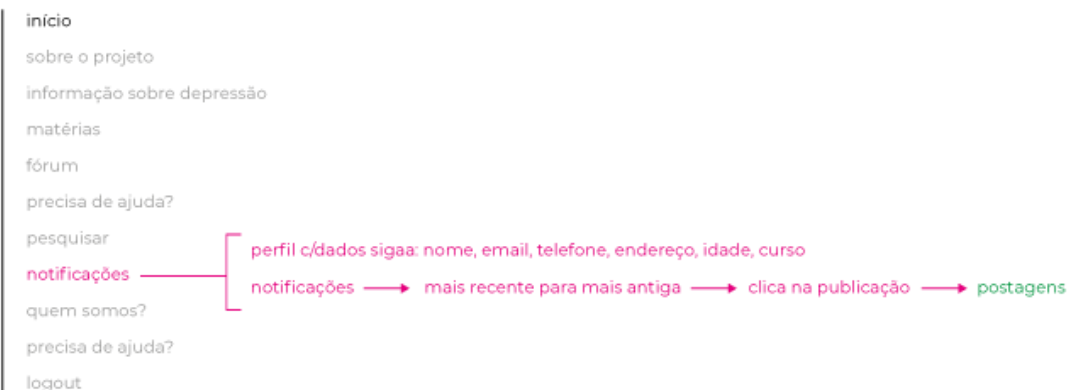 início
sobre o projeto
informação sobre depressão
matérias
fórum
precisa de ajuda?
pesquisar
perfil c/dados sigaa: nome, email, telefone, endereço, idade, curso
notificações
notificações mais recente para mais antiga clica na publicação postagens
quem somos?
precisa de ajuda?
logout